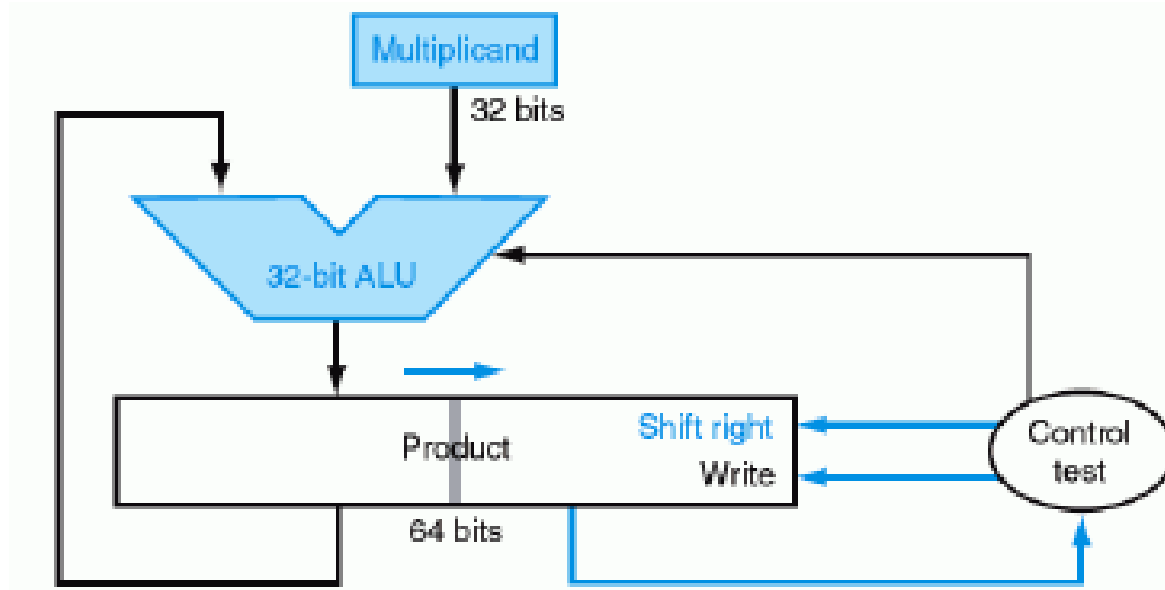 Multiplicand
32 bits
32-bit ALU
Product
Shift right
Write
64 bits
Control
test